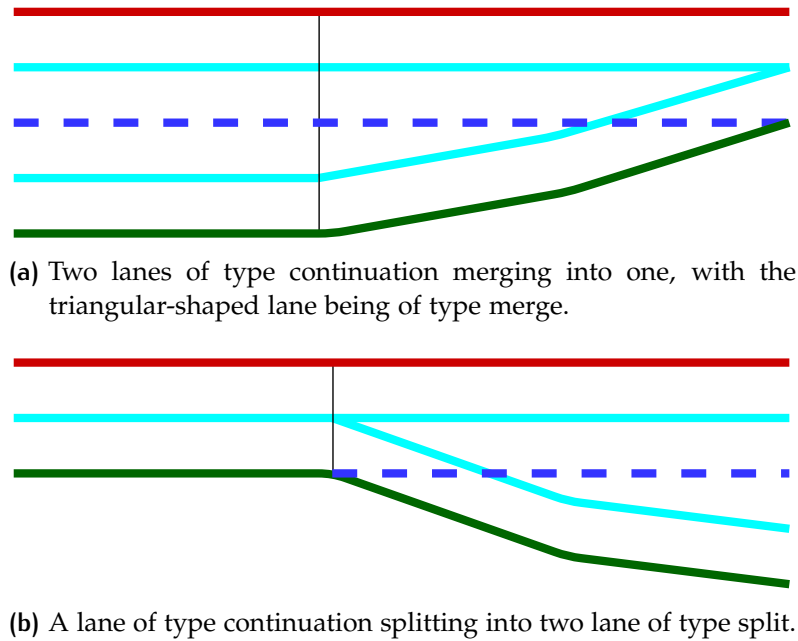 (a) Two lanes of type continuation merging into one, with the
triangular-shaped lane being of type merge.
(b) A lane of type continuation splitting into two lane of type split.